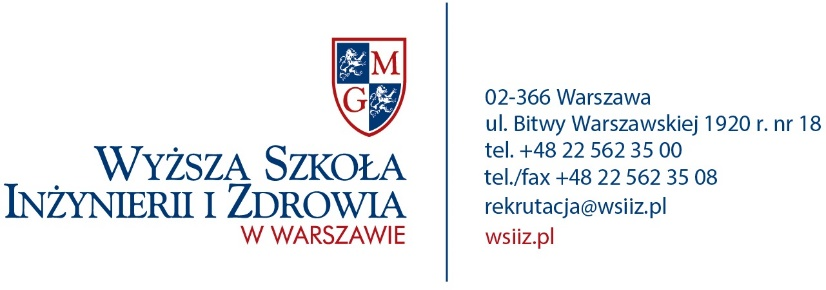 M
G
WYŻSZA SZKOŁA
INŻYNIERII I ZDROWIA
W WARSZAWIE
02-366 Warszawa
ul. Bitwy Warszawskiej 1920 r. nr 18
tel. +48 22 562 35 00
tel./fax +48 22 562 35 08
rekrutacja@wsiiz.pl
wsiiz.pl